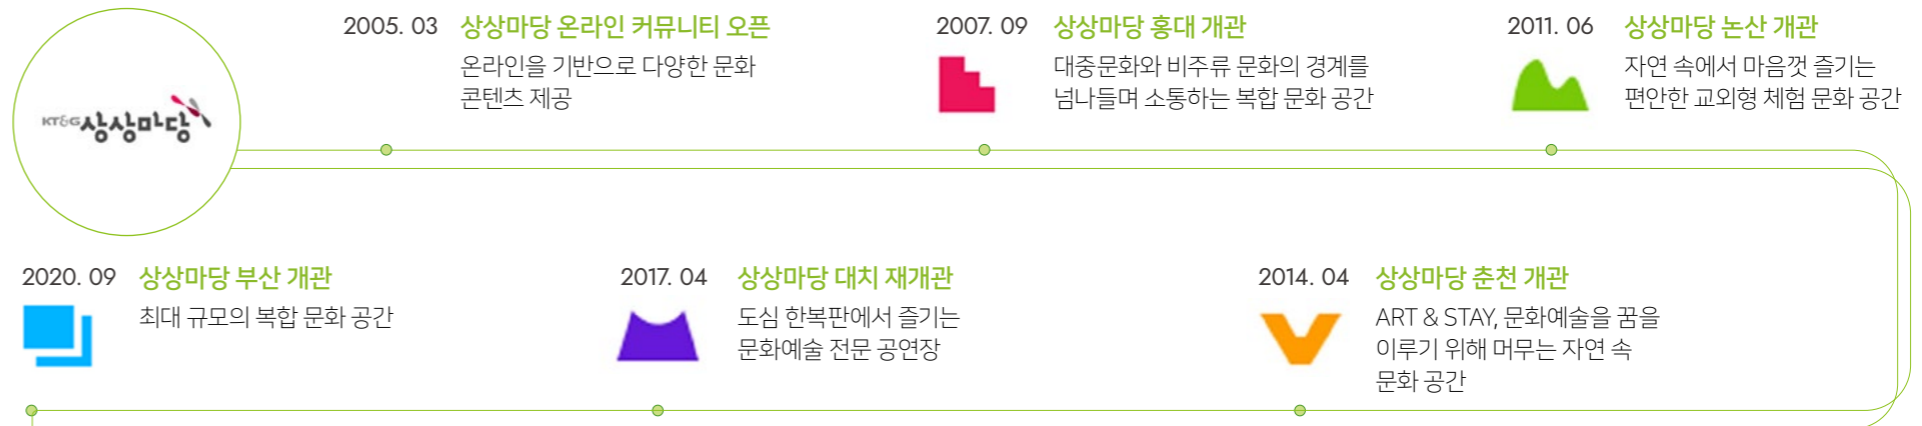 KT&G 상상마당
2005. 03 상상마당 온라인 커뮤니티 오픈
온라인을 기반으로 다양한 문화
콘텐츠 제공
2007. 09 상상마당 홍대 개관
대중문화와 비주류 문화의 경계를
넘나들며 소통하는 복합 문화 공간
2011. 06 상상마당 논산 개관
자연 속에서 마음껏 즐기는
편안한 교외형 체험 문화 공간
2014. 04 상상마당 춘천 개관
ART & STAY, 문화예술을 꿈을
이루기 위해 머무는 자연 속
문화 공간
2017. 04 상상마당 대치 재개관
도심 한복판에서 즐기는
문화예술 전문 공연장
2020. 09 상상마당 부산 개관
최대 규모의 복합 문화 공간